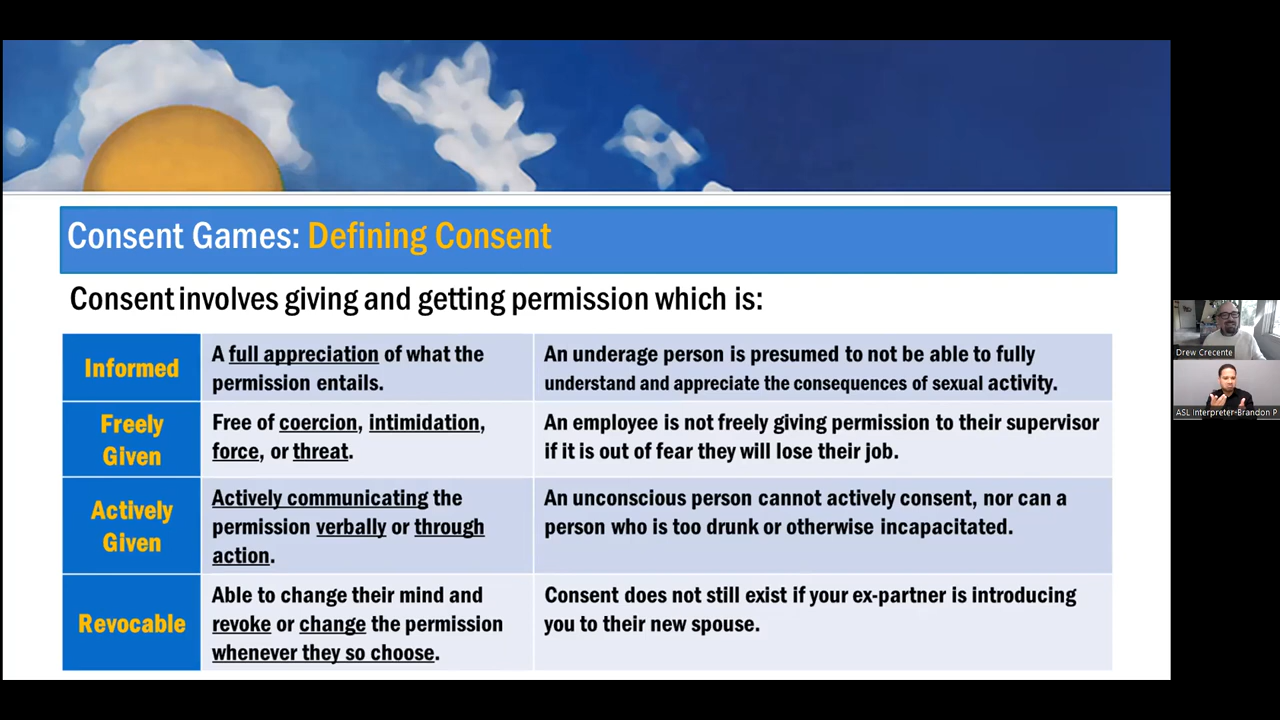 Consent Games: Defining Consent
Consent involves giving and getting permission which is:
Informed
A full appreciation of what the
permission entails.
An underage person is presumed to not be able to fully
understand and appreciate the consequences of sexual activity.
Freely
Given
Free of coercion, intimidation,
force, or threat.
An employee is not freely giving permission to their supervisor
if it is out of fear they will lose their job.
Actively
Given
Actively communicating the
permission verbally or through
action.
An unconscious person cannot actively consent, nor can a
person who is too drunk or otherwise incapacitated.
Revocable
Able to change their mind and
revoke or change the permission
whenever they so choose.
Consent does not still exist if your ex-partner is introducing
you to their new spouse.
Drew Crecente
ASL Interpreter-Brandon P